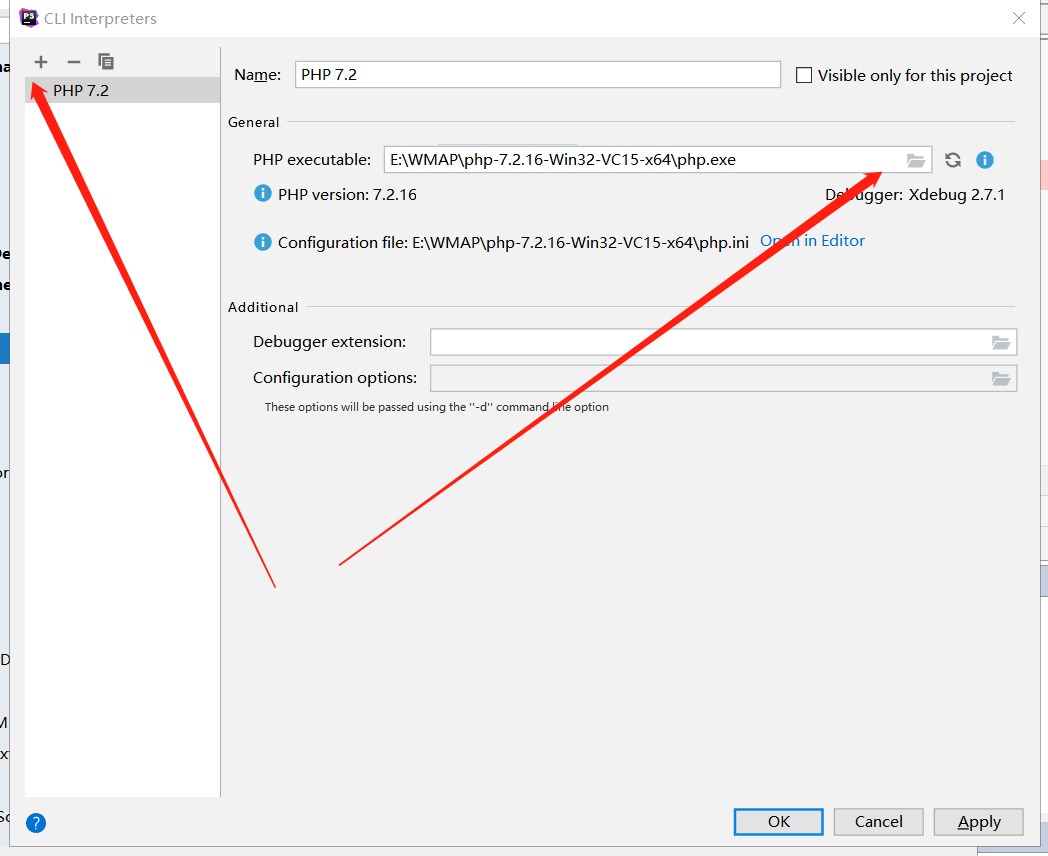 CLI Interpreters
PHP 7.2
Name: PHP 7.2
Visible only for this project
General
PHP executable: E:\WMAP\php-7.2.16-Win32-VC15-x64\php.exe
PHP version: 7.2.16
Debugger: Xdebug 2.7.1
Configuration file: E:\WMAP\php-7.2.16-Win32-VC15-x64\php.ini Open in Editor
Additional
Debugger extension:
Configuration options:
These options will be passed using the "-d" command line option
OK
Cancel
Apply